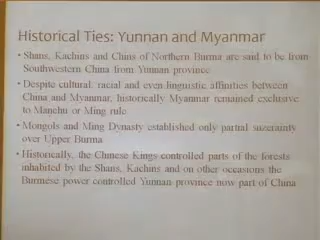 Historical Ties: Yunnan and Myanmar
• Shans, Kachins and Chins of Northern Burma are said to be from
Southwestern China from Yunnan province
• Despite cultural, racial and even linguistic affinities between
China and Myanmar, historically Myanmar remained exclusive
to Manchu or Ming rule
• Mongols and Ming Dynasty established only partial suzerainty
over Upper Burma
• Historically, the Chinese Kings controlled parts of the forests
inhabited by the Shans, Kachins and on other occasions the
Burmese power controlled Yunnan province now part of China